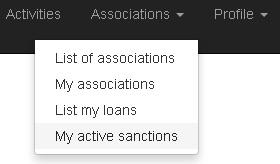 Activities Associations Profile
List of associations
My associations
List my loans
My active sanctions